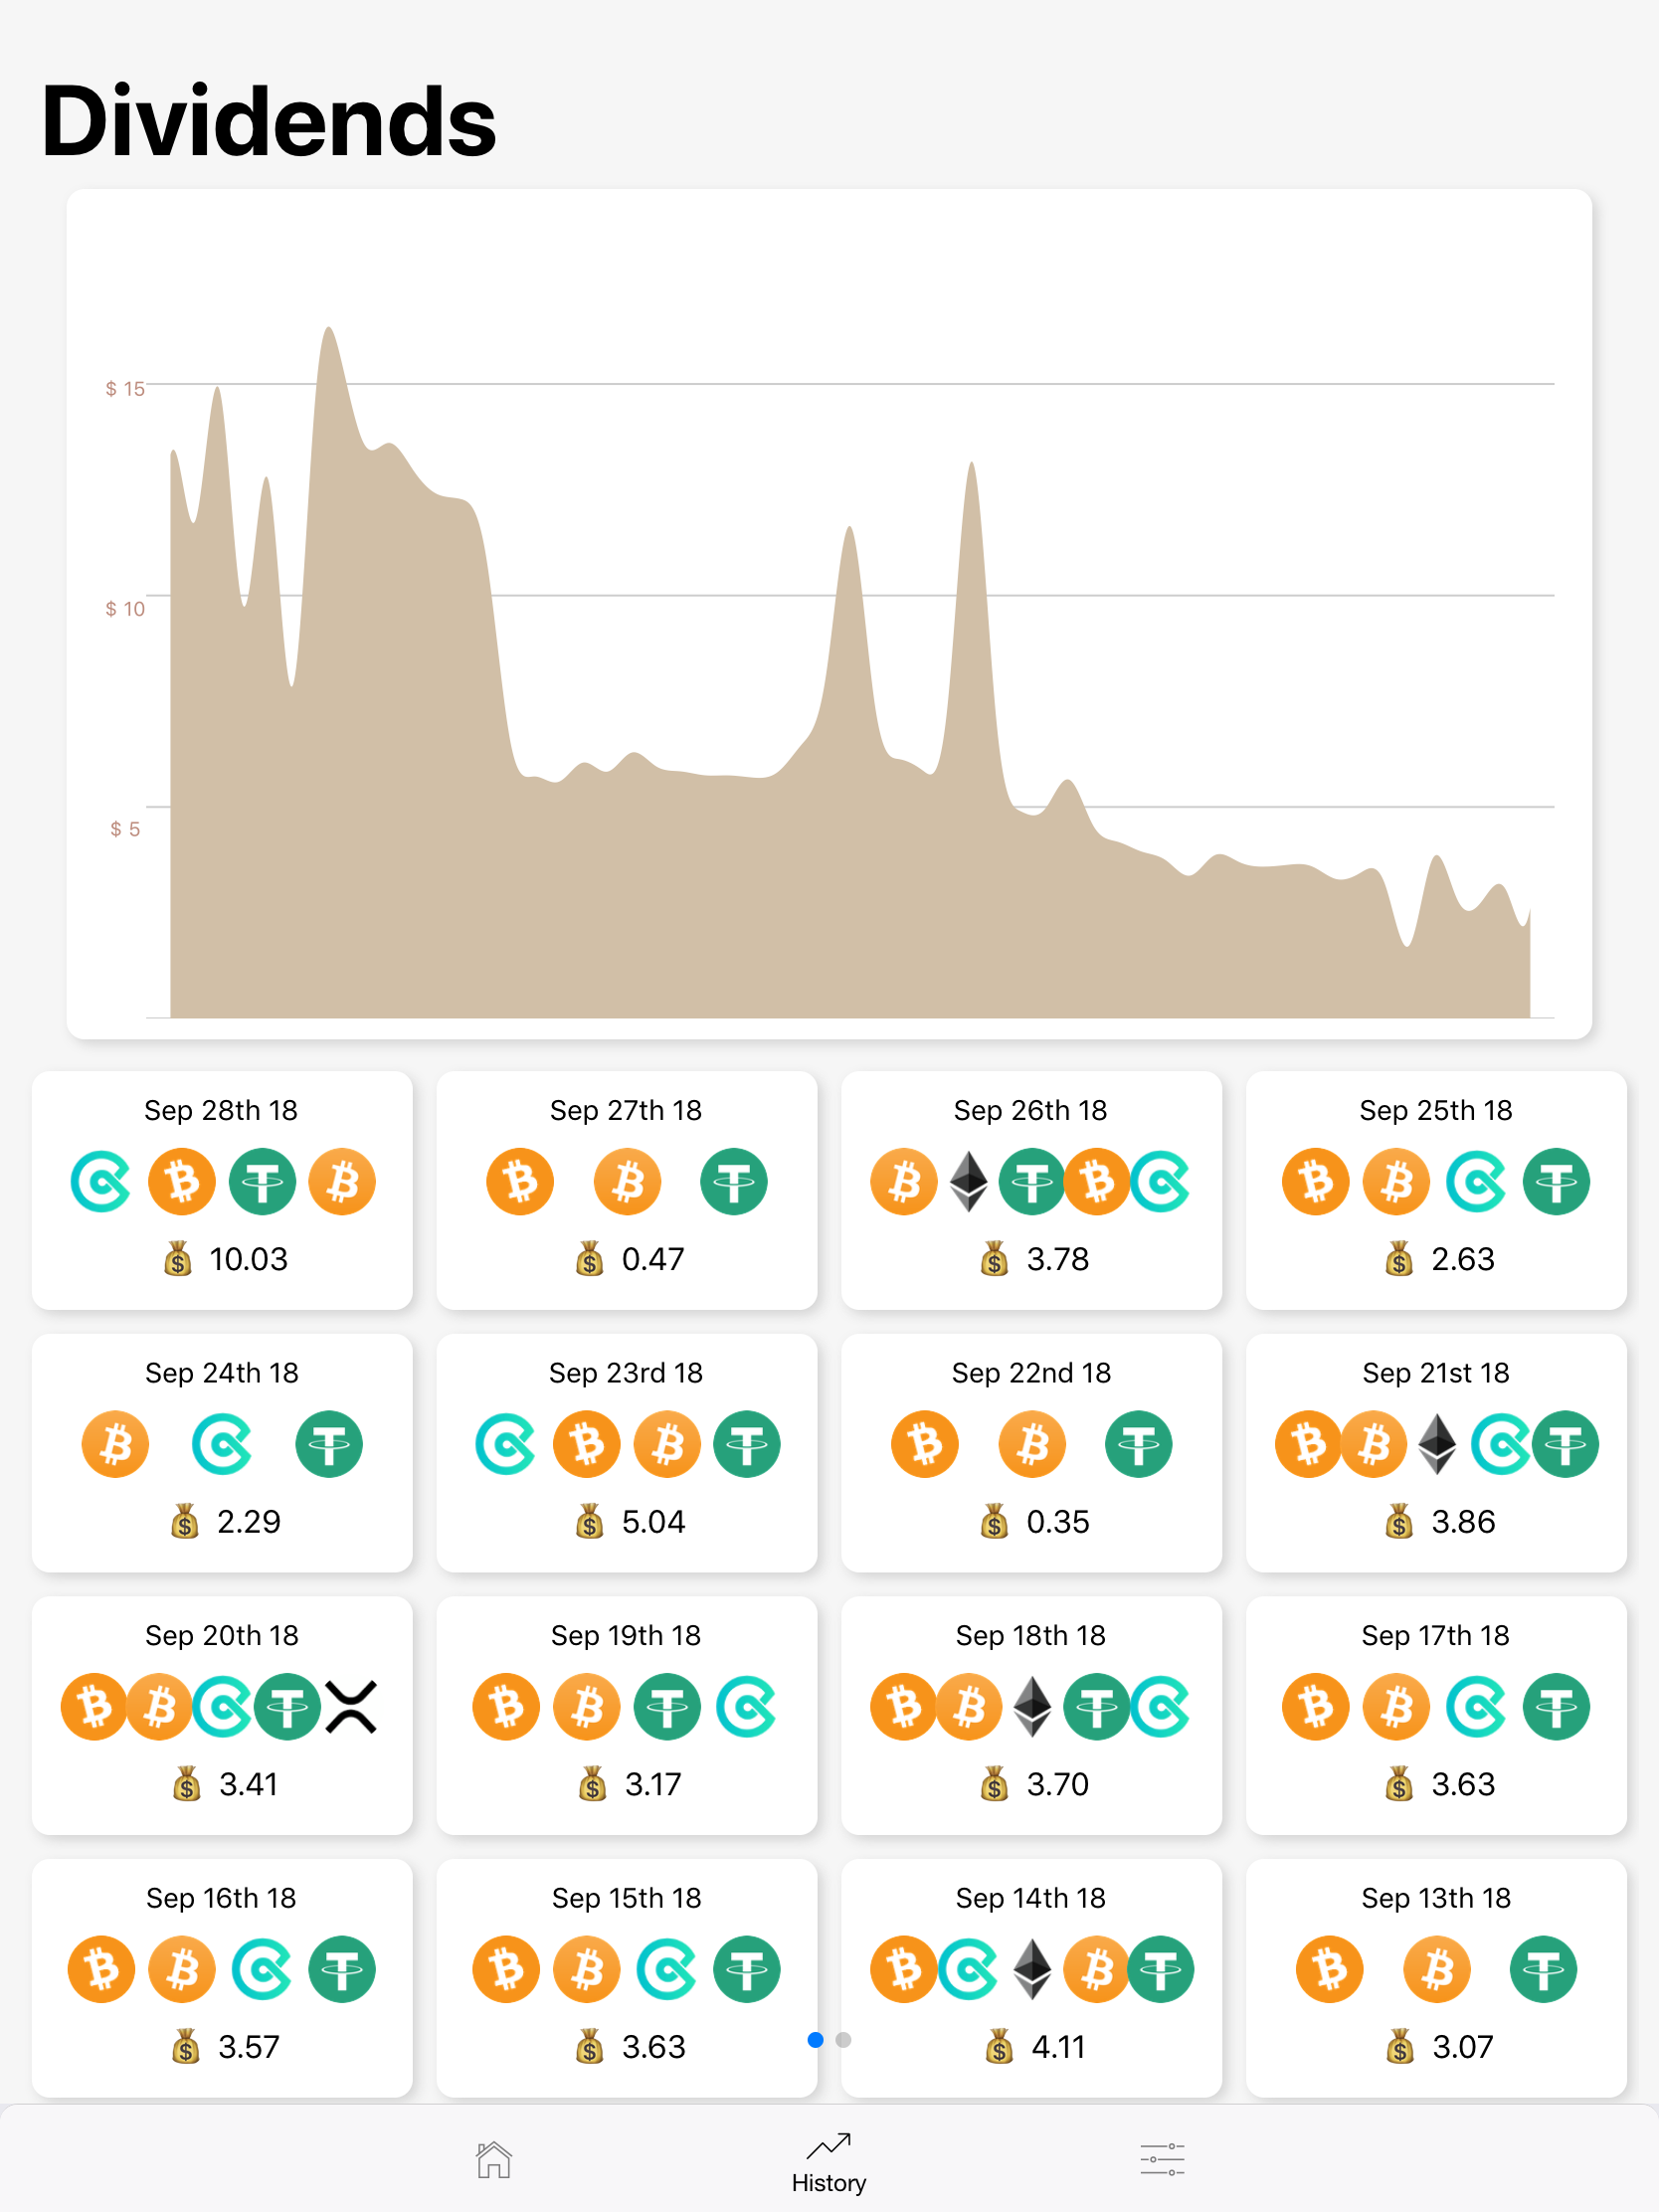 Dividends
$ 15
$ 10
$ 5
Sep 28th 18
10.03
Sep 27th 18
0.47
Sep 26th 18
3.78
Sep 25th 18
2.63
Sep 24th 18
2.29
Sep 23rd 18
5.04
Sep 22nd 18
0.35
Sep 21st 18
3.86
Sep 20th 18
3.41
Sep 19th 18
3.17
Sep 18th 18
3.70
Sep 17th 18
3.63
Sep 16th 18
3.57
Sep 15th 18
3.63
Sep 14th 18
4.11
Sep 13th 18
3.07
History